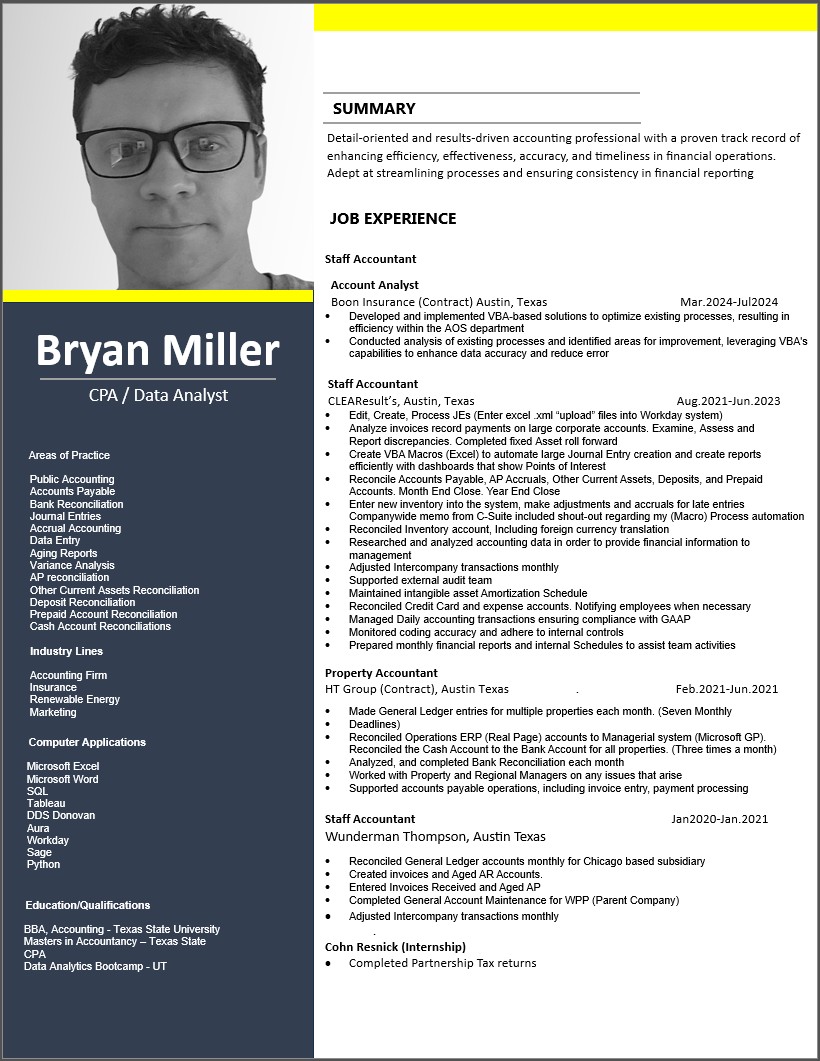 Bryan Miller
CPA / Data Analyst
Areas of Practice
Public Accounting
Accounts Payable
Bank Reconciliation
Journal Entries
Accrual Accounting
Data Entry
Aging Reports
Variance Analysis
AP reconciliation
Other Current Assets Reconciliation
Deposit Reconciliation
Prepaid Account Reconciliation
Cash Account Reconciliations
Industry Lines
Accounting Firm
Insurance
Renewable Energy
Marketing
Computer Applications
Microsoft Excel
Microsoft Word
SQL
Tableau
DDS Donovan
Aura
Workday
Sage
Python
Education/Qualifications
BBA, Accounting - Texas State University
Masters in Accountancy – Texas State
CPA
Data Analytics Bootcamp - UT
SUMMARY
Detail-oriented and results-driven accounting professional with a proven track record of
enhancing efficiency, effectiveness, accuracy, and timeliness in financial operations.
Adept at streamlining processes and ensuring consistency in financial reporting
JOB EXPERIENCE
Staff Accountant
Account Analyst
Boon Insurance (Contract) Austin, Texas Mar.2024-Jul2024
• Developed and implemented VBA-based solutions to optimize existing processes, resulting in
efficiency within the AOS department
• Conducted analysis of existing processes and identified areas for improvement, leveraging VBA's
capabilities to enhance data accuracy and reduce error
Staff Accountant
CLEAResult’s, Austin, Texas Aug.2021-Jun.2023
• Edit, Create, Process JEs (Enter excel .xml “upload” files into Workday system)
• Analyze invoices record payments on large corporate accounts. Examine, Assess and
Report discrepancies. Completed fixed Asset roll forward
• Create VBA Macros (Excel) to automate large Journal Entry creation and create reports
efficiently with dashboards that show Points of Interest
• Reconcile Accounts Payable, AP Accruals, Other Current Assets, Deposits, and Prepaid
Accounts. Month End Close. Year End Close
• Enter new inventory into the system, make adjustments and accruals for late entries
Companywide memo from C-Suite included shout-out regarding my (Macro) Process automation
• Reconciled Inventory account, Including foreign currency translation
• Researched and analyzed accounting data in order to provide financial information to
management
• Adjusted Intercompany transactions monthly
• Supported external audit team
• Maintained intangible asset Amortization Schedule
• Reconciled Credit Card and expense accounts. Notifying employees when necessary
• Managed Daily accounting transactions ensuring compliance with GAAP
• Monitored coding accuracy and adhere to internal controls
• Prepared monthly financial reports and internal Schedules to assist team activities
Property Accountant
HT Group (Contract), Austin Texas . Feb.2021-Jun.2021
• Made General Ledger entries for multiple properties each month. (Seven Monthly
• Deadlines)
• Reconciled Operations ERP (Real Page) accounts to Managerial system (Microsoft GP).
Reconciled the Cash Account to the Bank Account for all properties. (Three times a month)
• Analyzed, and completed Bank Reconciliation each month
• Worked with Property and Regional Managers on any issues that arise
• Supported accounts payable operations, including invoice entry, payment processing
Staff Accountant Jan2020-Jan.2021
Wunderman Thompson, Austin Texas
• Reconciled General Ledger accounts monthly for Chicago based subsidiary
• Created invoices and Aged AR Accounts.
• Entered Invoices Received and Aged AP
• Completed General Account Maintenance for WPP (Parent Company)
• Adjusted Intercompany transactions monthly
.
Cohn Resnick (Internship)
• Completed Partnership Tax returns